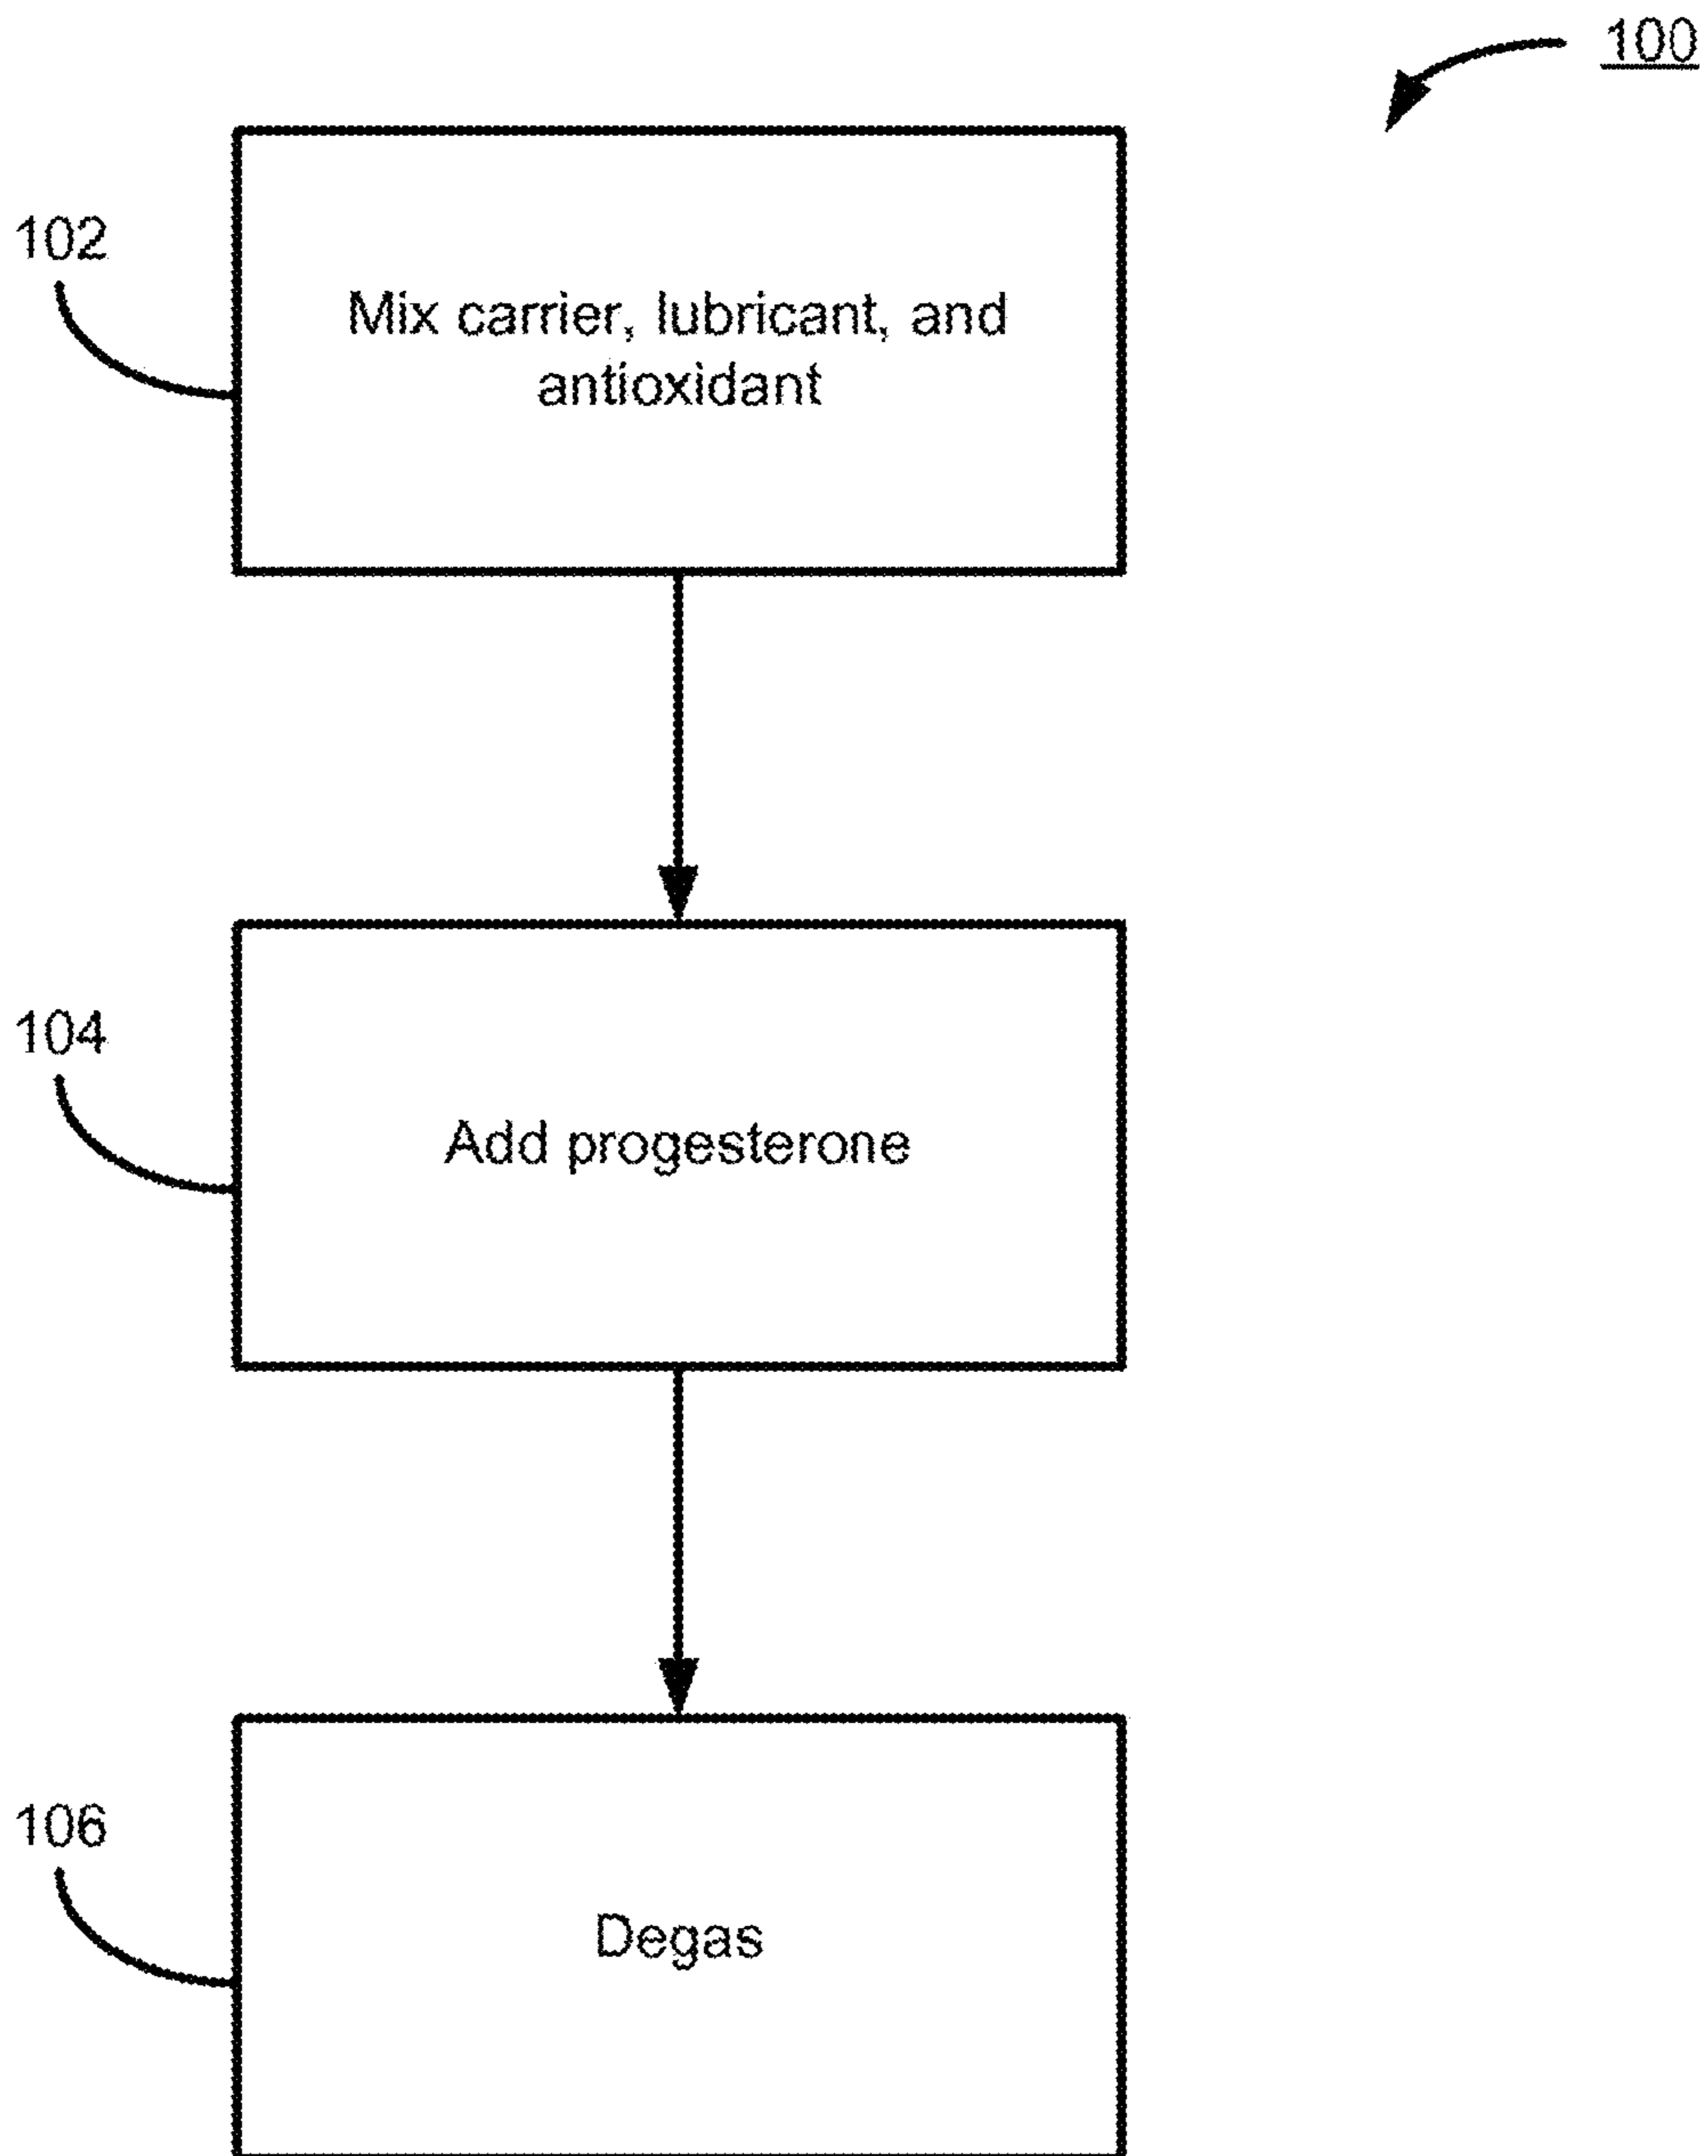 100
102
Mix carrier, lubricant, and
antioxidant
104
Add progesterone
106
Degas